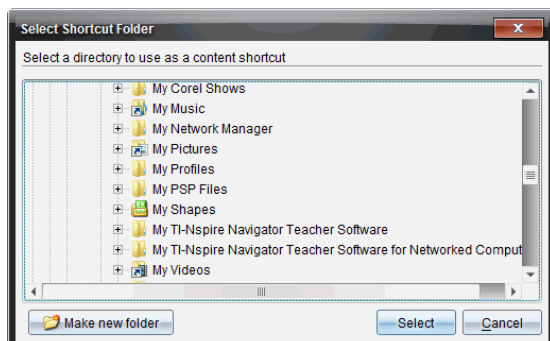 Select Shortcut Folder
Select a directory to use as a content shortcut
My Corel Shows
My Music
My Network Manager
My Pictures
My Profiles
My PSP Files
My Shapes
My TI-Nspire Navigator Teacher Software
My TI-Nspire Navigator Teacher Software for Networked Comput
My Videos
Make new folder
Select
Cancel